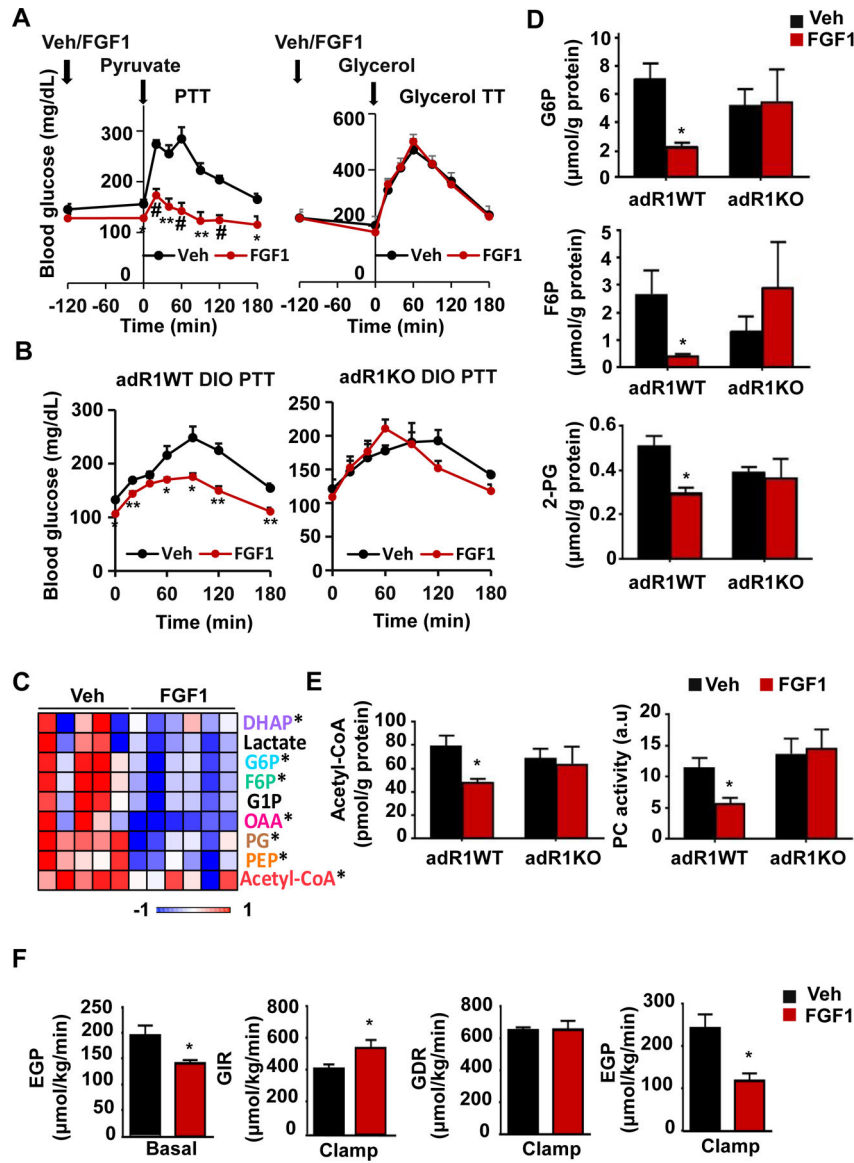 A
Veh/FGF1
Pyruvate
PTT
Blood glucose (mg/dL)
300
200
100
0
# ** # ** # *
*
Veh FGF1
-120 -60 0 60 120 180
Time (min)
Veh/FGF1
Glycerol
Glycerol TT
600
400
200
0
Veh FGF1
-120 -60 0 60 120 180
Time (min)
B
adR1WT DIO PTT
Blood glucose (mg/dL)
300
200
100
0
* ** * * ** **
Veh FGF1
0 60 120 180
Time (min)
adR1KO DIO PTT
250
200
150
100
50
0
Veh FGF1
0 60 120 180
Time (min)
C
Veh FGF1
DHAP*
Lactate
G6P*
F6P*
G1P
OAA*
PG*
PEP*
Acetyl-CoA*
-1 1
D
Veh
FGF1
G6P
(µmol/g protein)
10
8
6
4
2
0
*
adR1WT adR1KO
F6P
(µmol/g protein)
5
4
3
2
1
0
*
adR1WT adR1KO
2-PG
(µmol/g protein)
0.6
0.4
0.2
0
*
adR1WT adR1KO
E
Veh FGF1
Acetyl-CoA
(pmol/g protein)
100
80
60
40
20
0
*
adR1WT adR1KO
PC activity (a.u)
20
15
10
5
0
*
adR1WT adR1KO
F
Veh
FGF1
EGP
(µmol/kg/min)
250
200
150
100
50
0
*
Basal
GIR
(µmol/kg/min)
800
600
400
200
0
*
Clamp
GDR
(µmol/kg/min)
800
600
400
200
0
Clamp
EGP
(µmol/kg/min)
300
200
100
0
*
Clamp